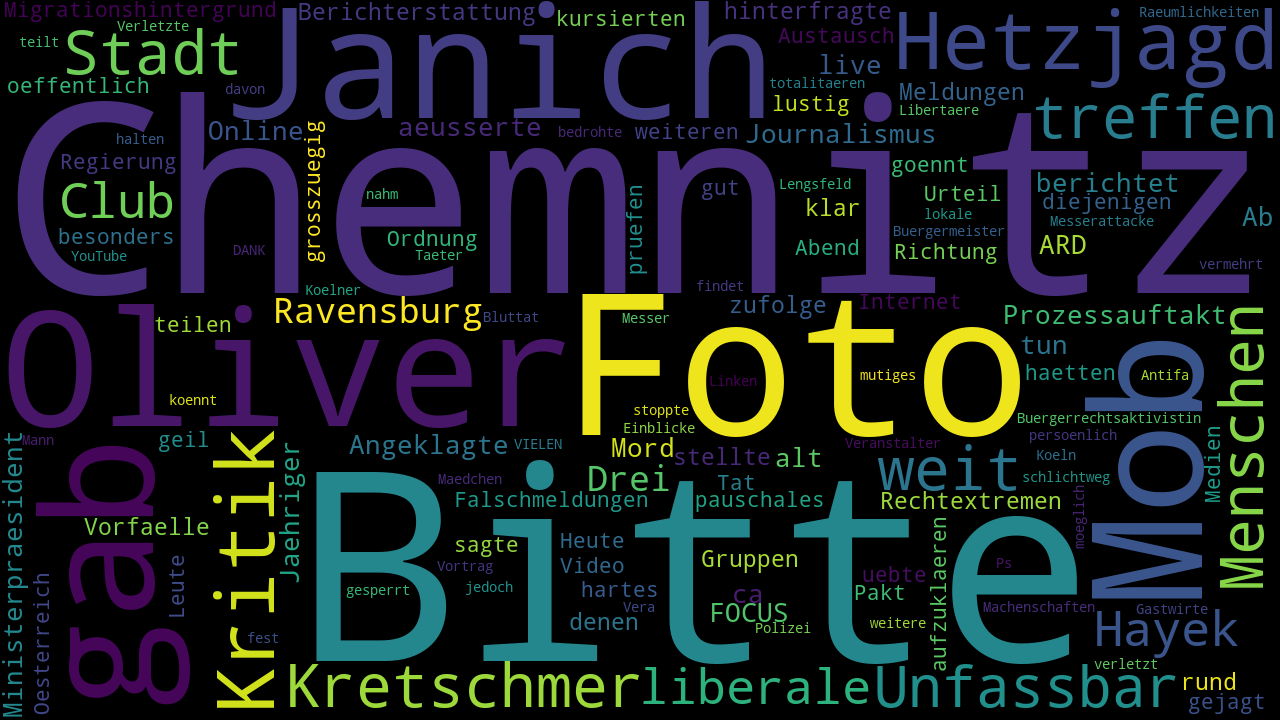 Migrationshintergrund
Berichterstattung
kursierten
hinterfragte
Raeumlichkeiten
Verletzte
teilt
Stadt
Janich
Austausch
Hetzjagd
live
oeffentlich
davon
totalitaeren
Meldungen
lustig
Libertaere
treffen
Chemnitz
halten
Online
grosszuegig
aeusserte
bedrohte
weiteren
Journalismus
Regierung
goennt
Club
nahm
pruefen
gut
Lengsfeld
Urteil
berichtet
diejenigen
klar
lokale
Messerattacke
Ab
besonders
YouTube
DANK
Ordnung
Taeter
Abend
Buergermeister
Richtung
ARD
vermehrt
Koelner
findet
Oliver
teilen
Ravensburg
Bluttat
Foto
Messer
zufolge
Internet
Prozessauftakt
tun
Mob
Menschen
Linken
mutiges
haetten
Antifa
koennt
stoppte
Einblicke
Buergerrechtsaktivistin
Mann
geil
Angeklagte
VIELEN
Mord
Veranstalter
persoenlich
Ministerpraesident
gab
Kritik
Jaehriger
stellte
alt
weit
Koeln
Medien
Maedchen
Drei
Tat
schlichtweg
Bitte
Falschmeldungen
pauschales
Rechtextremen
moeglich
Vorfaelle
sagte
Heute
Gruppen
aufzuklaeren
Leute
Vortrag
Video
Ps
Oesterreich
gesperrt
jedoch
hartes
ca
uebte
Pakt
Vera
FOCUS
Machenschaften
Gastwirte
denen
Polizei
weitere
Hayek
fest
verletzt
Kretschmer
liberale
Unfassbar
rund
gejagt